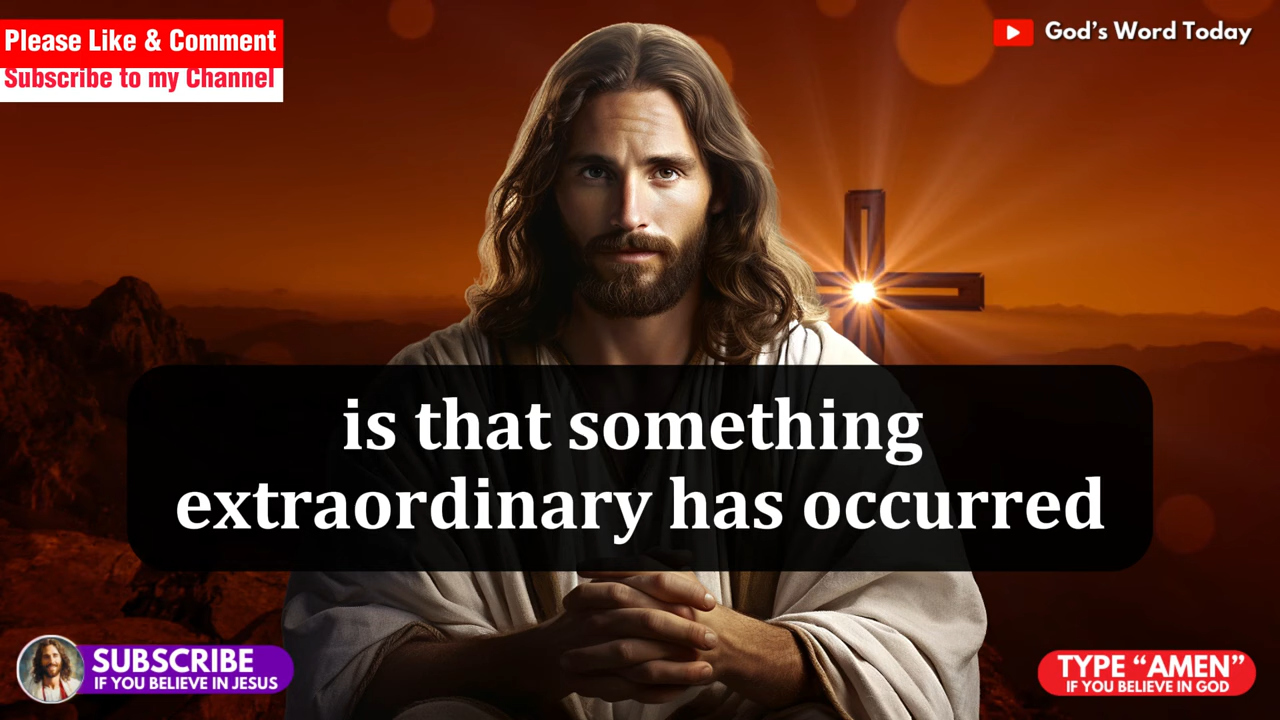 Please Like & Comment
Subscribe to my Channel
God's Word Today
is that something
extraordinary has occurred
SUBSCRIBE
IF YOU BELIEVE IN JESUS
TYPE “AMEN”
IF YOU BELIEVE IN GOD